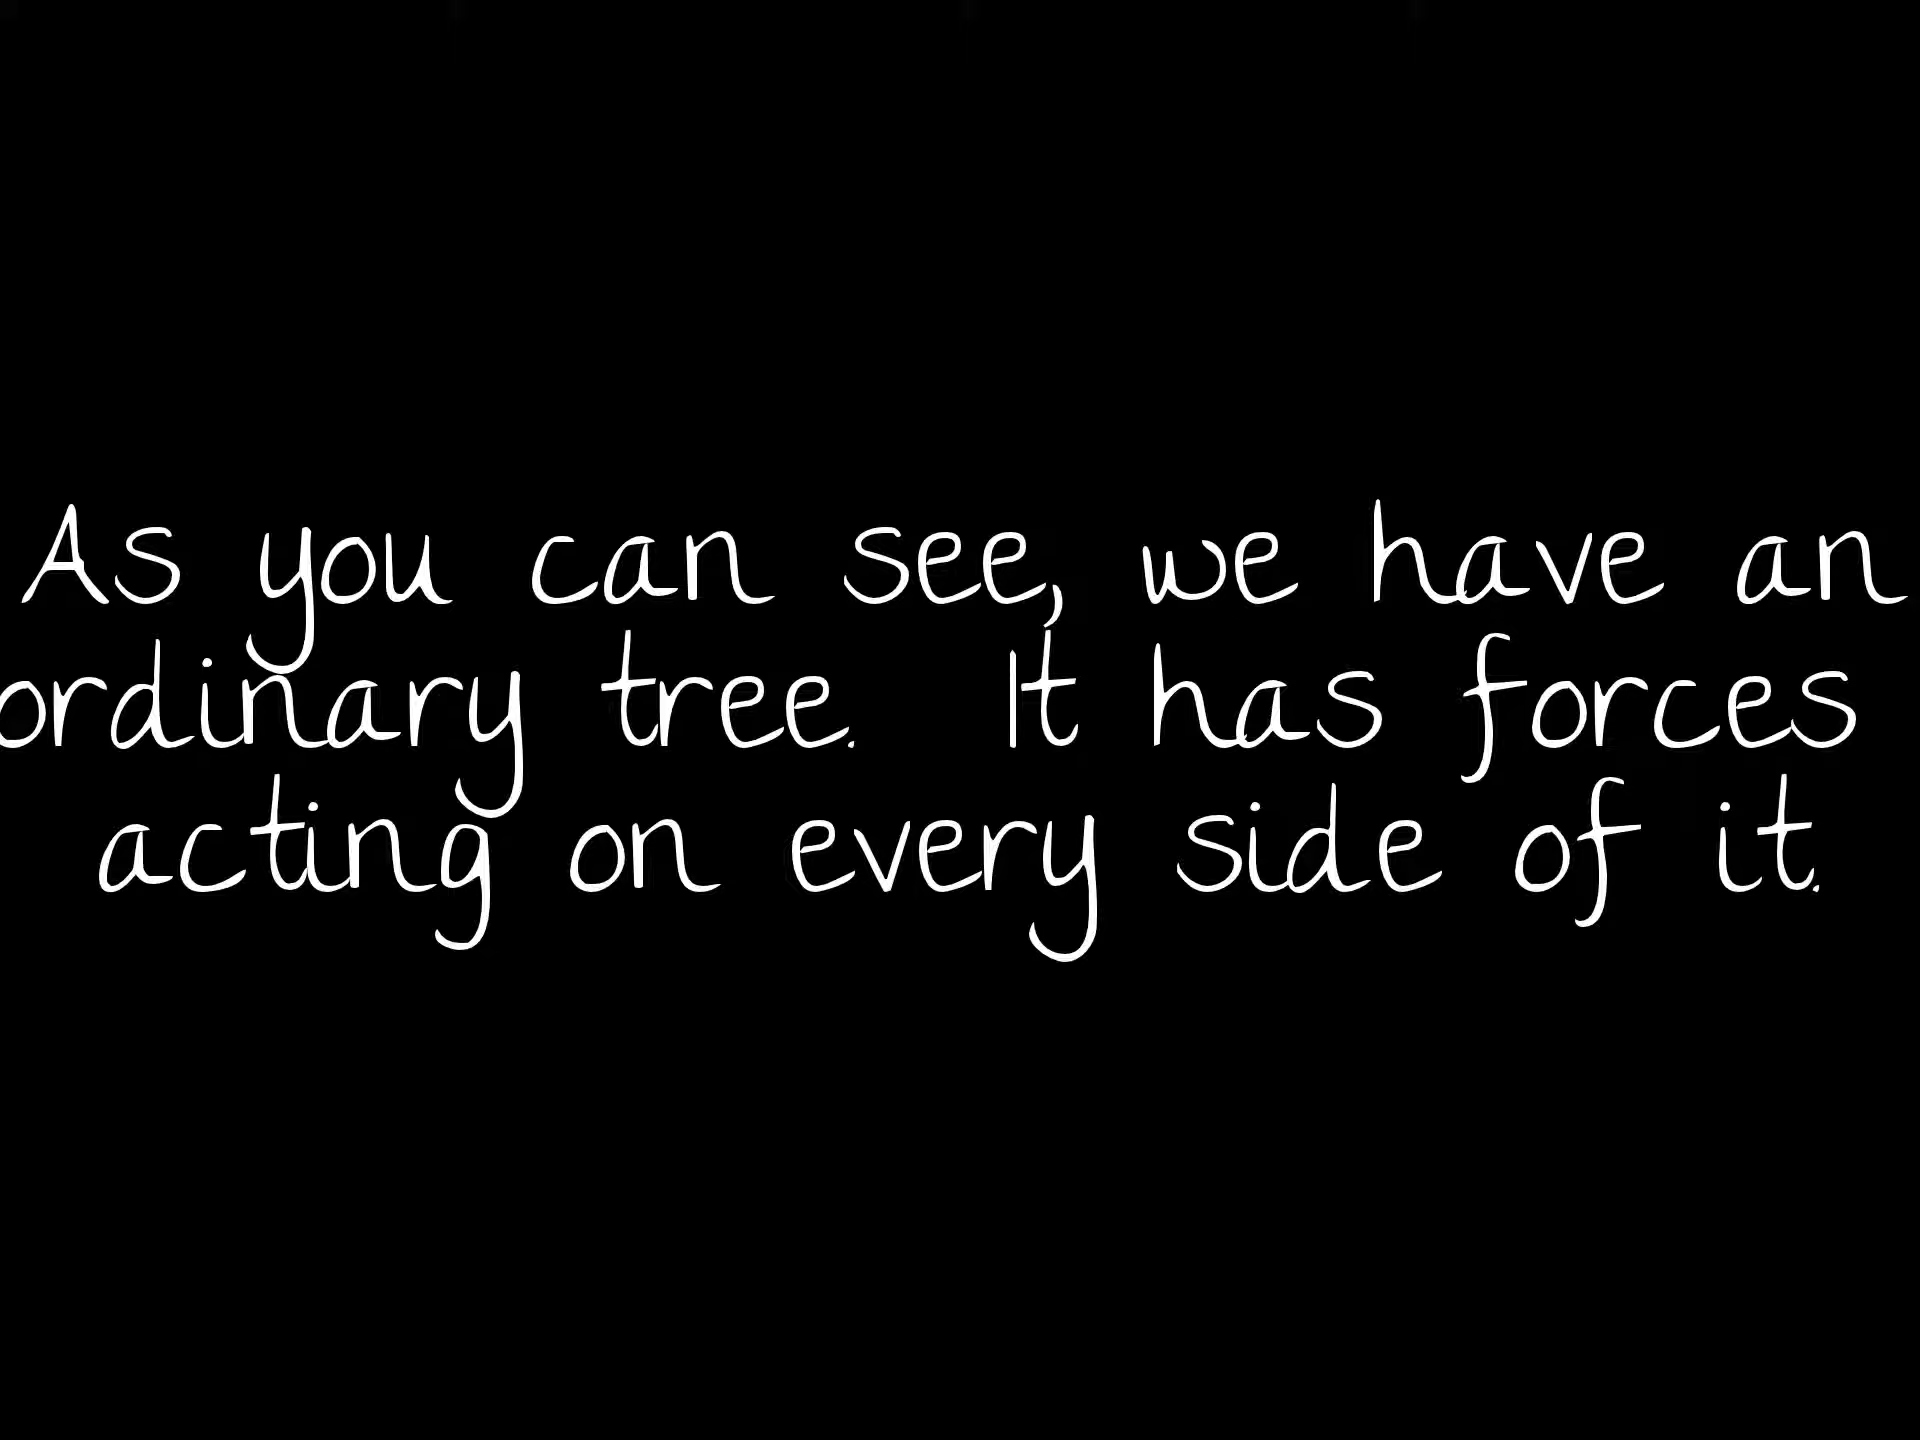 As you can see, we have an
ordinary tree.  It has forces
acting on every side of it.